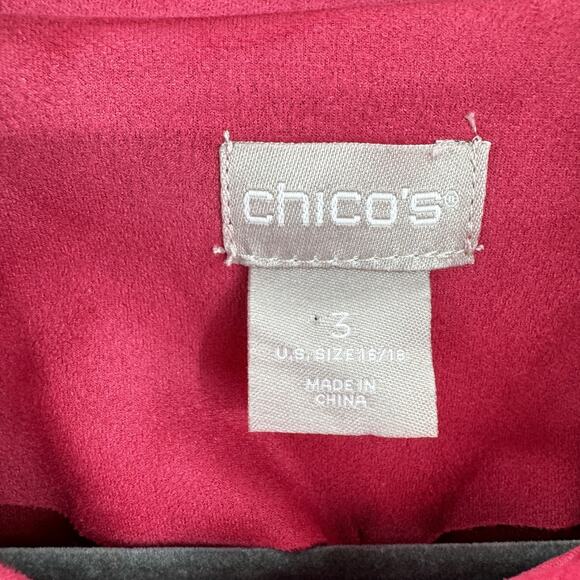 chico's®
3
U.S. SIZE 16/18
MADE IN
CHINA